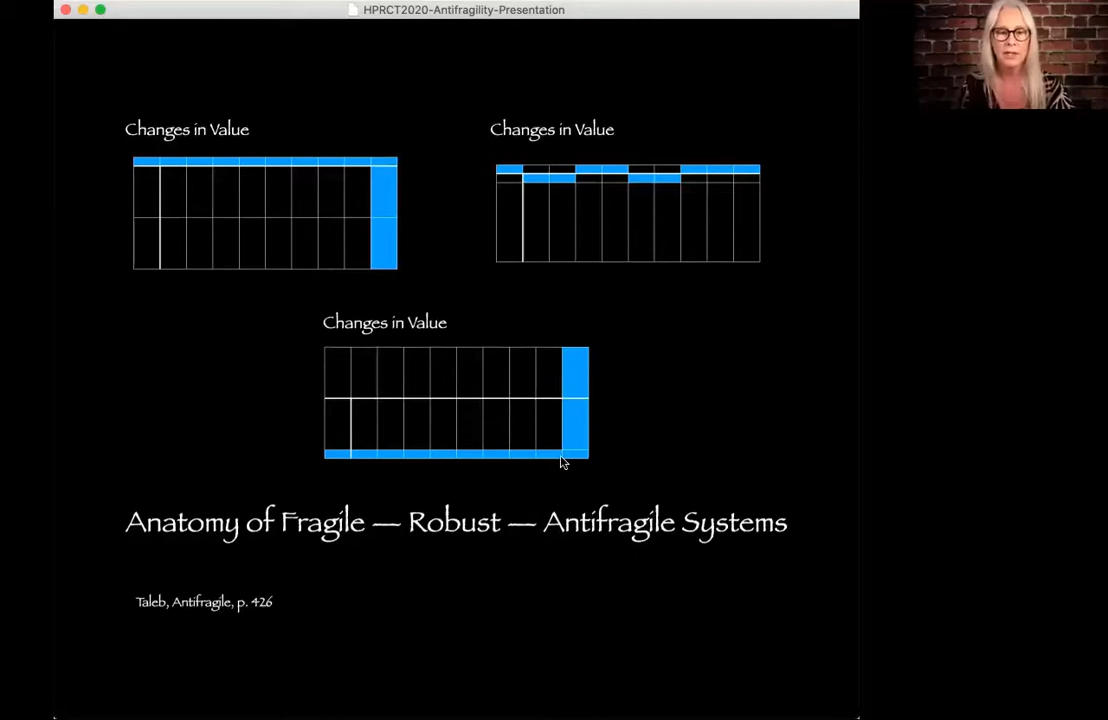 HPRCT2020-Antifragility-Presentation
Changes in Value
Changes in Value
Changes in Value
Anatomy of Fragile — Robust — Antifragile Systems
Taleb, Antifragile, p. 426